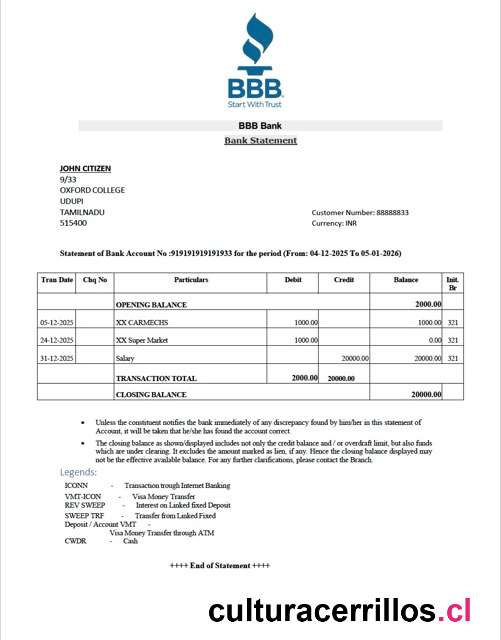 BBB
Start With Trust
BBB Bank
Bank Statement
JOHN CITIZEN
9/33
OXFORD COLLEGE
UDUPI
TAMILNADU
515400
Customer Number: 88888833
Currency: INR
Statement of Bank Account No :919191919191933 for the period (From: 04-12-2025 To 05-01-2026)
Tran Date Chq No Particulars Debit Credit Balance Init. Br
OPENING BALANCE 2000.00
05-12-2025 XX CARMECHS 1000.00 1000.00 321
24-12-2025 XX Super Market 1000.00 0.00 321
31-12-2025 Salary 20000.00 20000.00 321
TRANSACTION TOTAL 2000.00 20000.00
CLOSING BALANCE 20000.00
• Unless the constituent notifies the bank immediately of any discrepancy found by him/her in this statement of
Account, it will be taken that he/she has found the account correct.
• The closing balance as shown/displayed includes not only the credit balance and / or overdraft limit, but also funds
which are under clearing. It excludes the amount marked as lien, if any. Hence the closing balance displayed may
not be the effective available balance. For any further clarifications, please contact the Branch.
Legends:
ICONN - Transaction trough Internet Banking
VMT-ICON - Visa Money Transfer
REV SWEEP - Interest on Linked fixed Deposit
SWEEP TRF - Transfer from Linked Fixed
Deposit / Account VMT -
Visa Money Transfer through ATM
CWDR - Cash
++++ End of Statement ++++
culturacerrillos.cl